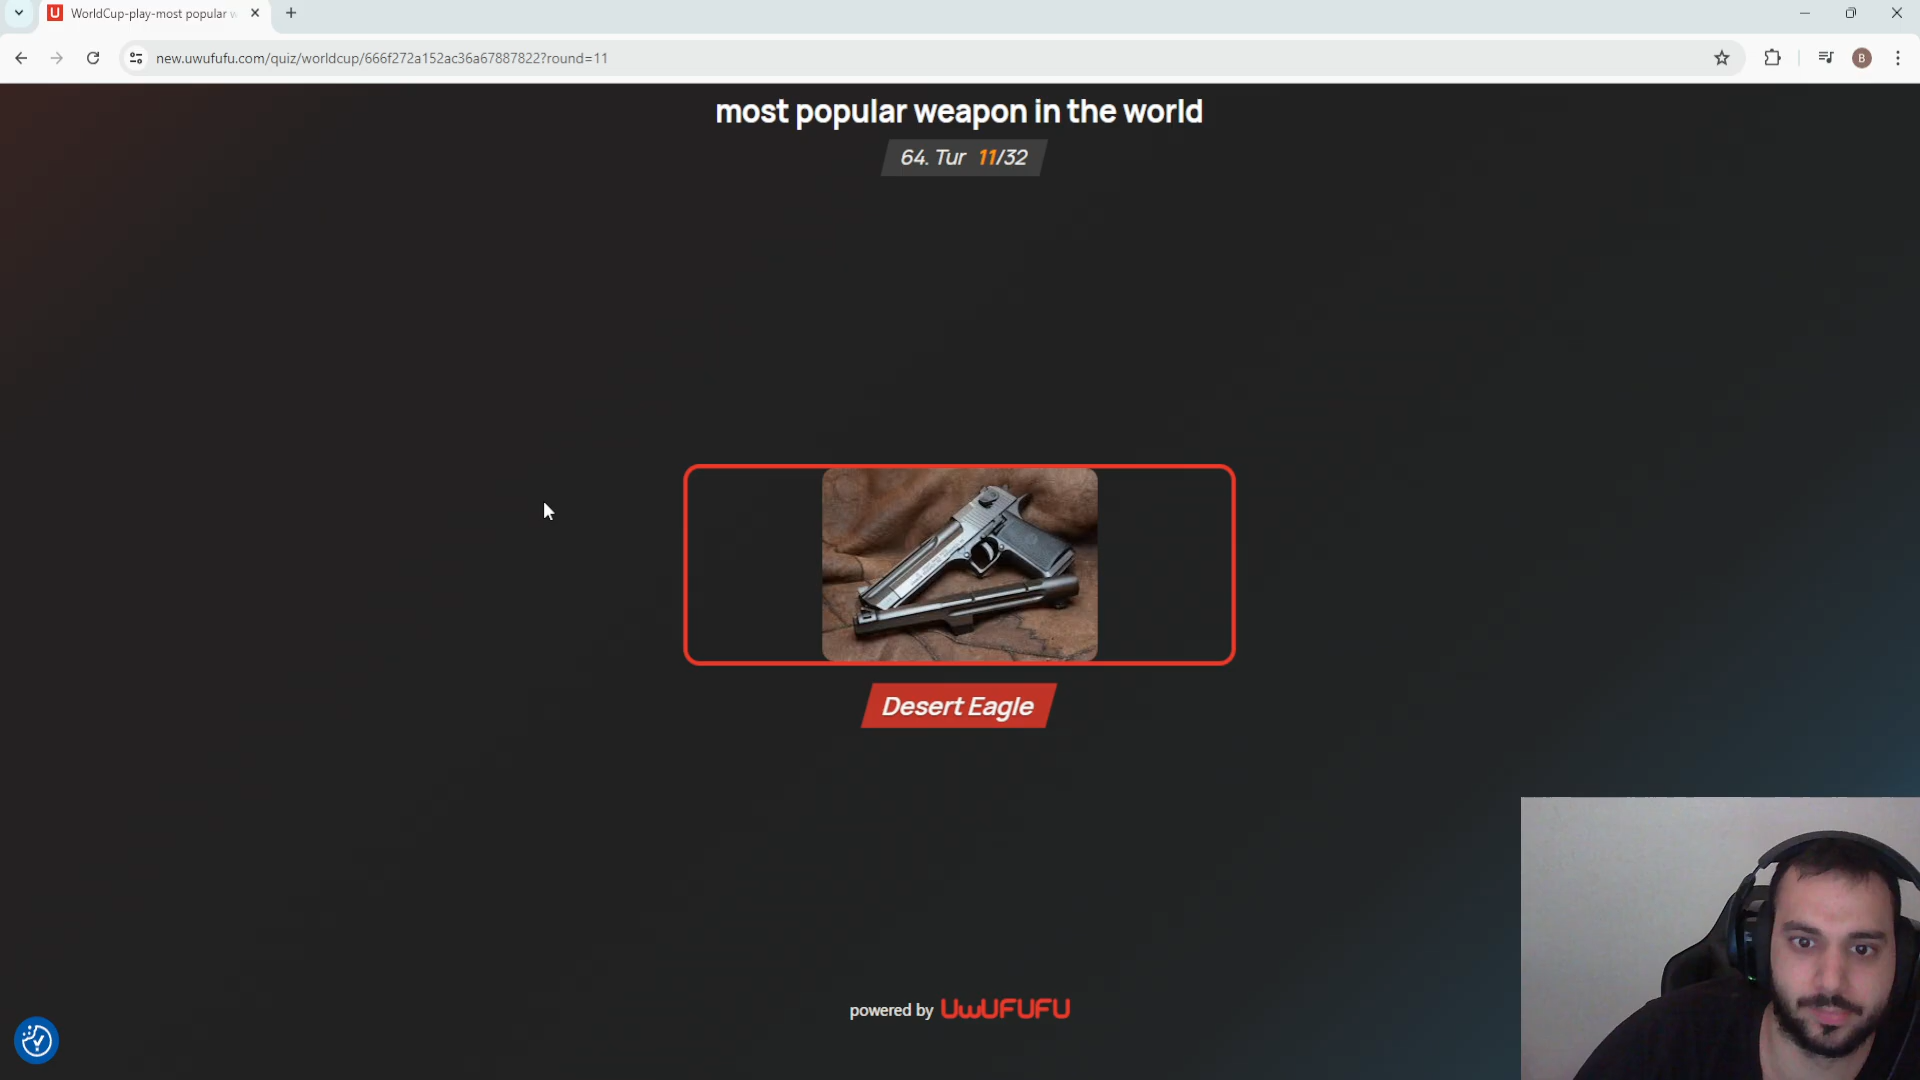 WorldCup-play-most popular w
new.uwufufu.com/quiz/worldcup/666f272a152ac36a67887822?round=11
B
most popular weapon in the world
64. Tur 11/32
Desert Eagle
powered by UwUFUFU